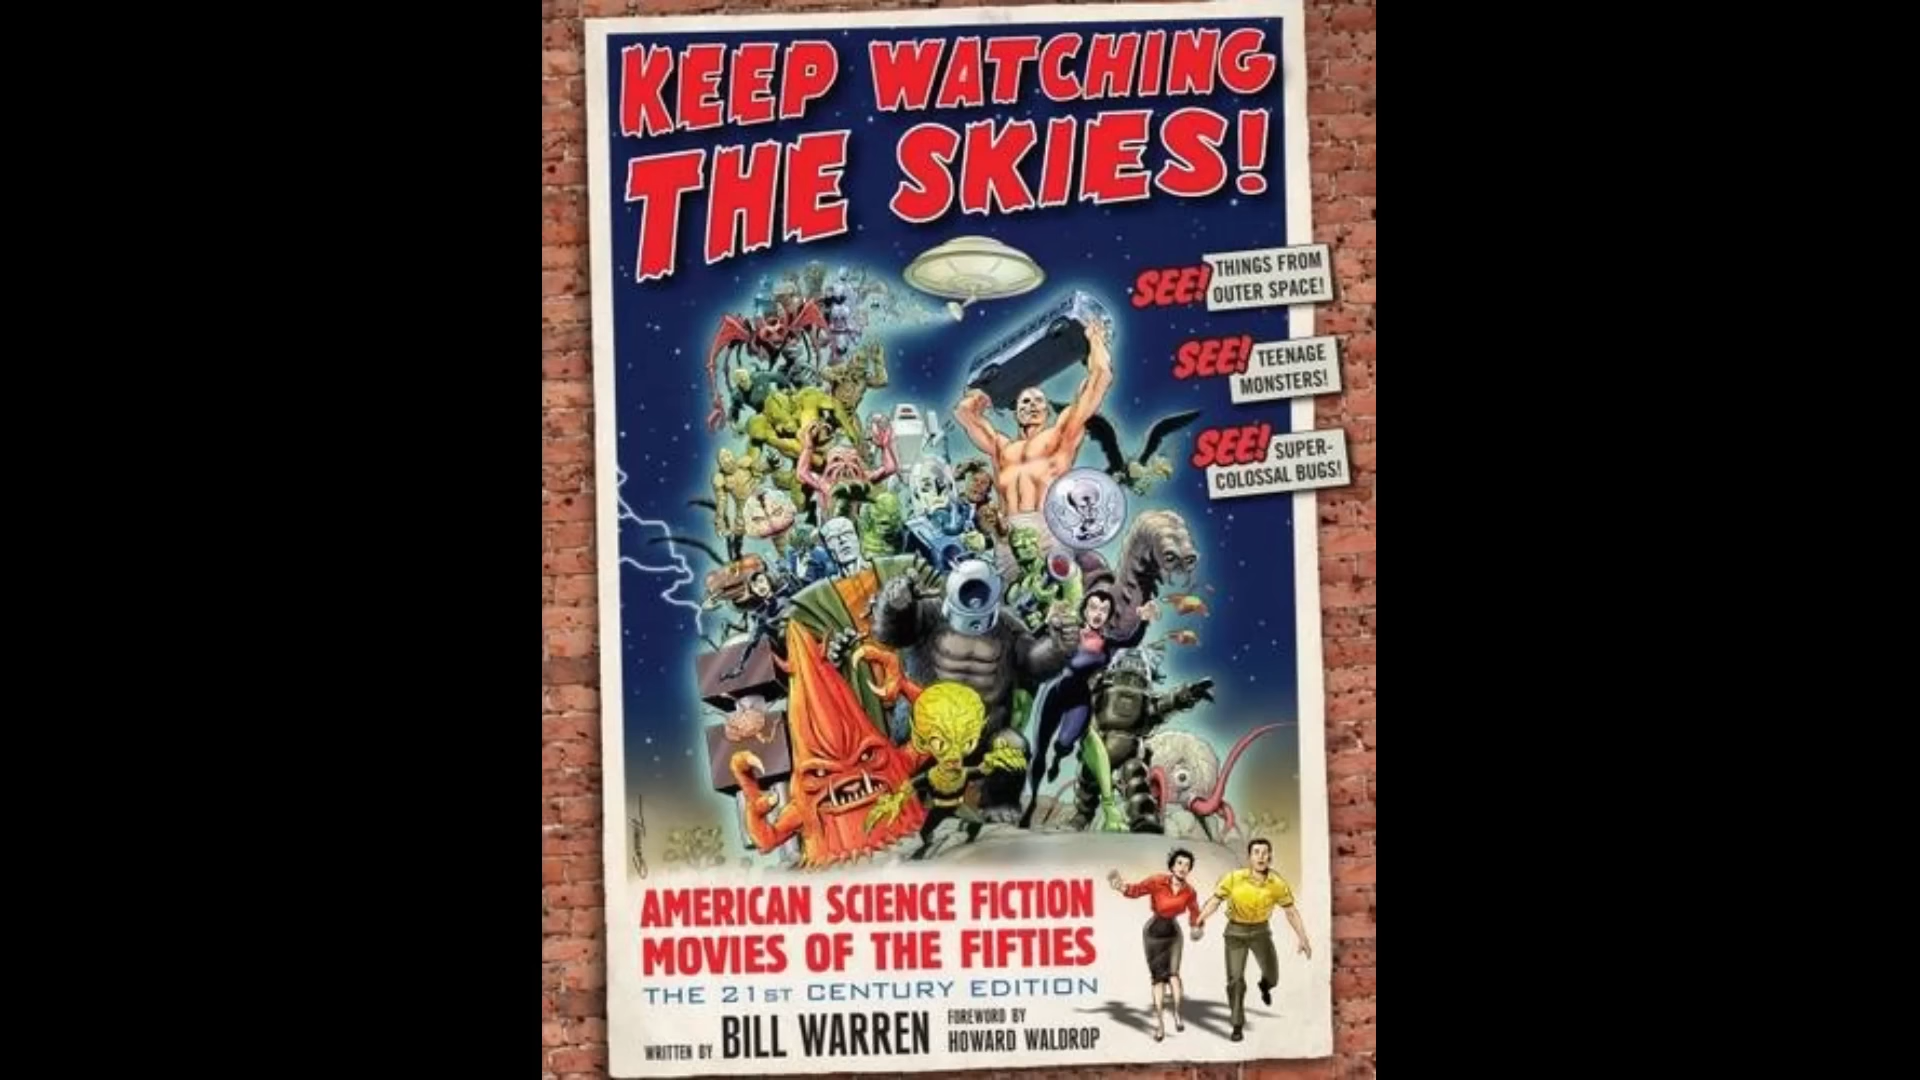 KEEP WATCHING
THE SKIES!
SEE! THINGS FROM
OUTER SPACE!
SEE! TEENAGE
MONSTERS!
SEE! SUPER-
COLOSSAL BUGS!
AMERICAN SCIENCE FICTION
MOVIES OF THE FIFTIES
THE 21ST CENTURY EDITION
WRITTEN BY BILL WARREN
FOREWORD BY
HOWARD WALDROP